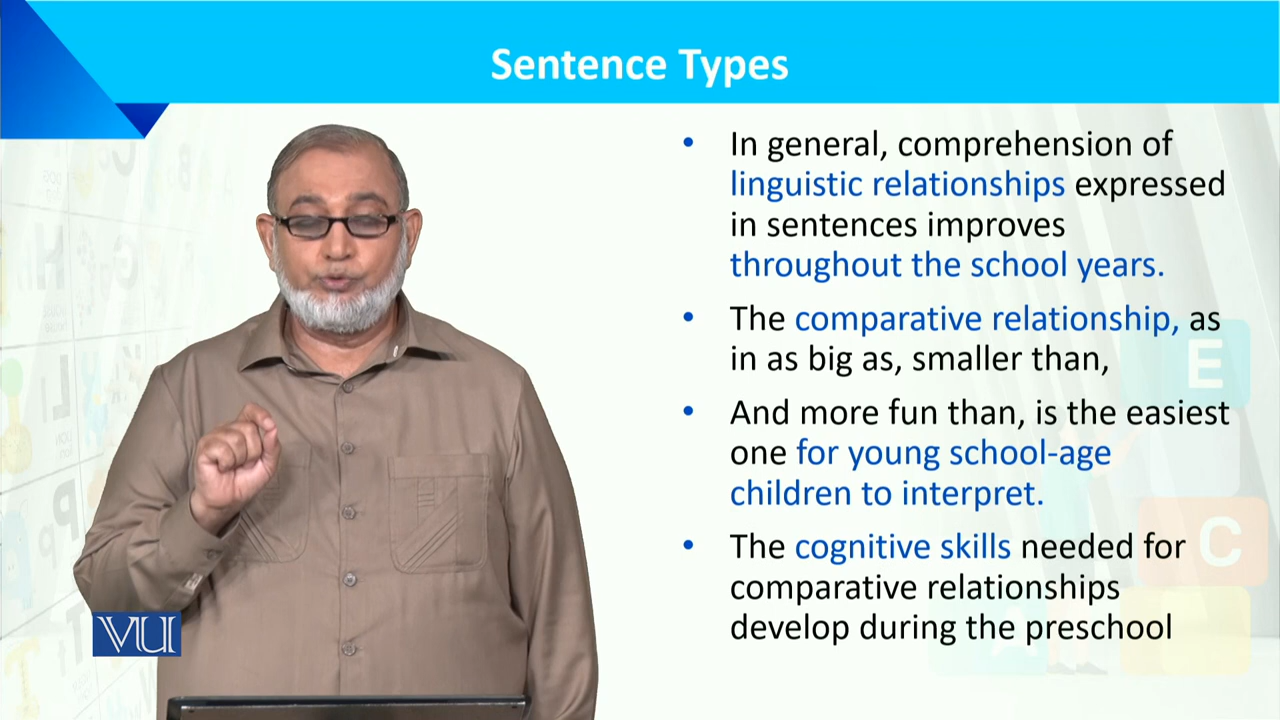 Sentence Types
• In general, comprehension of
linguistic relationships expressed
in sentences improves
throughout the school years.
• The comparative relationship, as
in as big as, smaller than,
• And more fun than, is the easiest
one for young school-age
children to interpret.
• The cognitive skills needed for
comparative relationships
develop during the preschool
VU
E
C